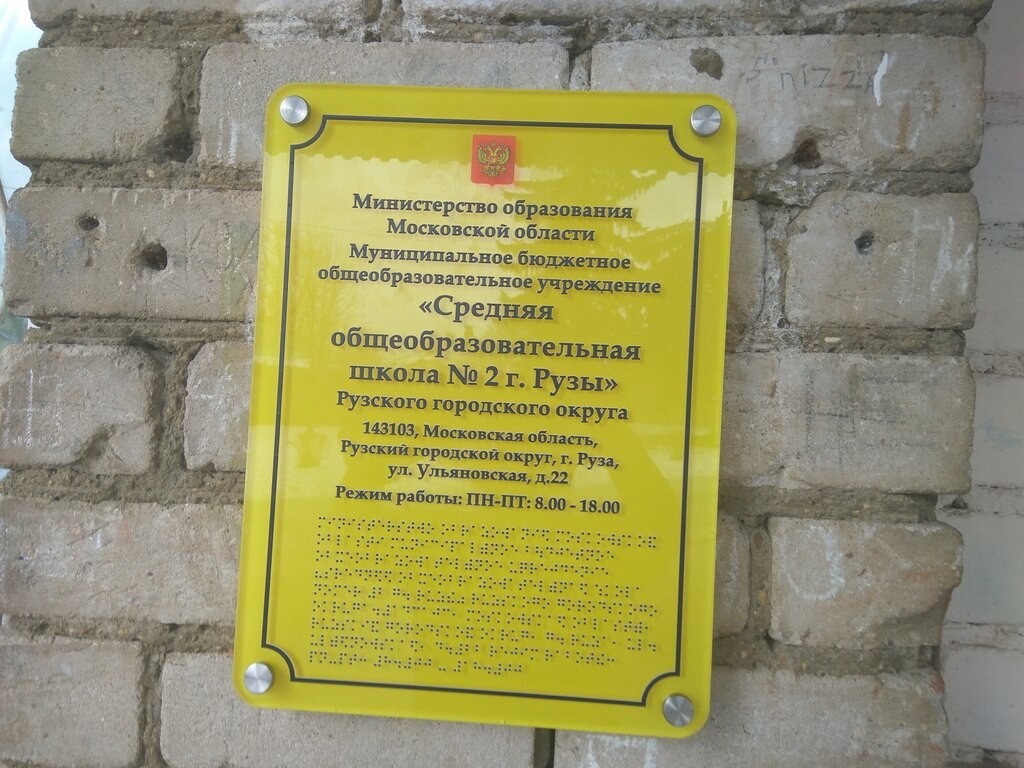 Министерство образования
Московской области
Муниципальное бюджетное
общеобразовательное учреждение
«Средняя
общеобразовательная
школа № 2 г. Рузы»
Рузского городского округа
143103, Московская область,
Рузский городской округ, г. Руза,
ул. Ульяновская, д.22
Режим работы: ПН-ПТ: 8.00 - 18.00